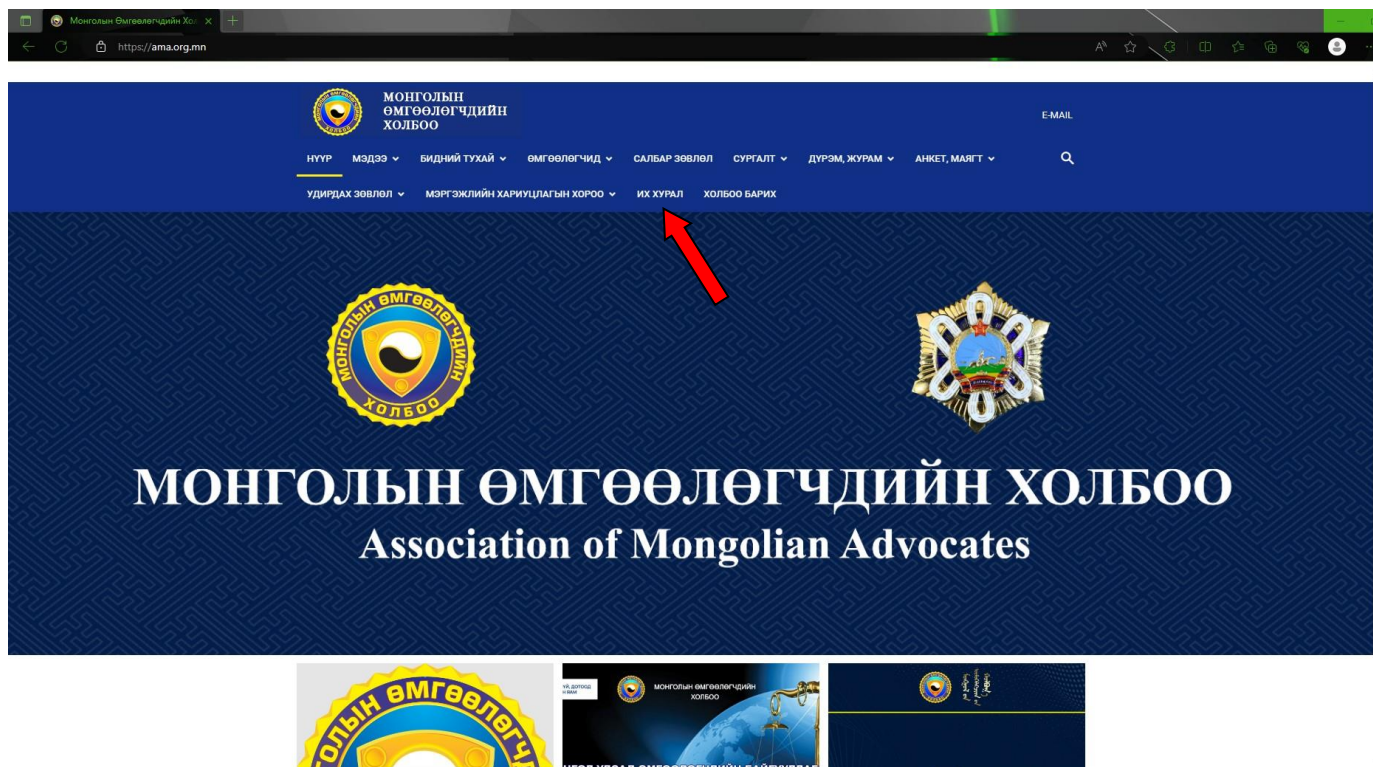 Монголын Өмгөөлөгчдийн Хол
https://ama.org.mn
МОНГОЛЫН
ӨМГӨӨЛӨГЧДИЙН
ХОЛБОО
E-MAIL
НҮҮР МЭДЭЭ БИДНИЙ ТУХАЙ ӨМГӨӨЛӨГЧИД САЛБАР ЗӨВЛӨЛ СУРГАЛТ ДҮРЭМ, ЖУРАМ АНКЕТ, МАЯГТ
УДИРДАХ ЗӨВЛӨЛ МЭРГЭЖЛИЙН ХАРИУЦЛАГЫН ХОРОО ИХ ХУРАЛ ХОЛБОО БАРИХ
МОНГОЛЫН ӨМГӨӨЛӨГЧДИЙН
ХОЛБОО
МОНГОЛЫН ӨМГӨӨЛӨГЧДИЙН ХОЛБОО
Association of Mongolian Advocates
МОНГОЛЫН ӨМГӨӨЛӨГЧДИЙН
ХОЛБОО